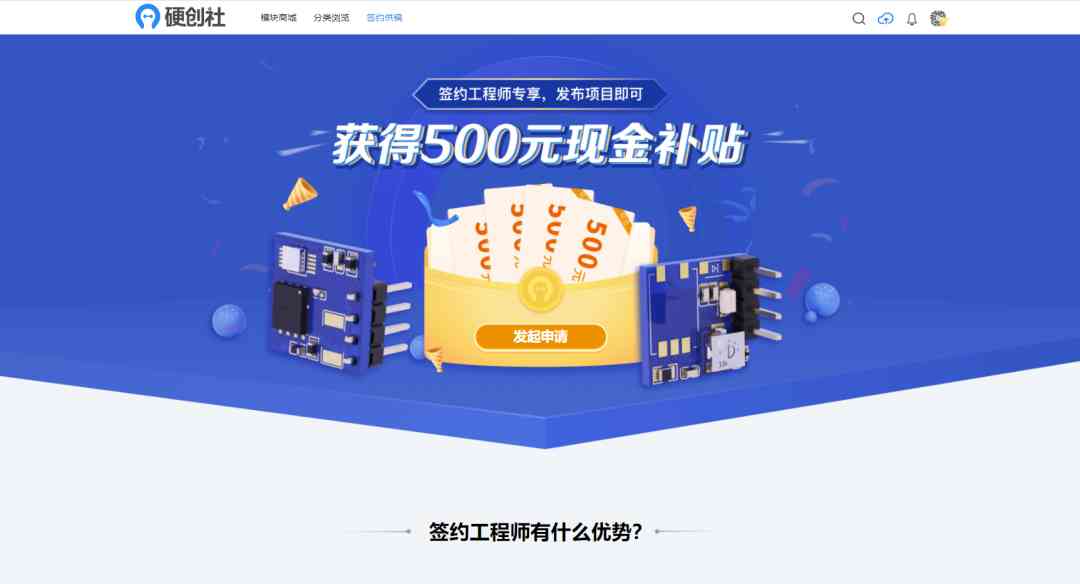 硬创社
模块商城 分类浏览 签约供稿
签约工程师专享，发布项目即可
获得500元现金补贴
500元
500元
500元
500元
发起申请
签约工程师有什么优势?